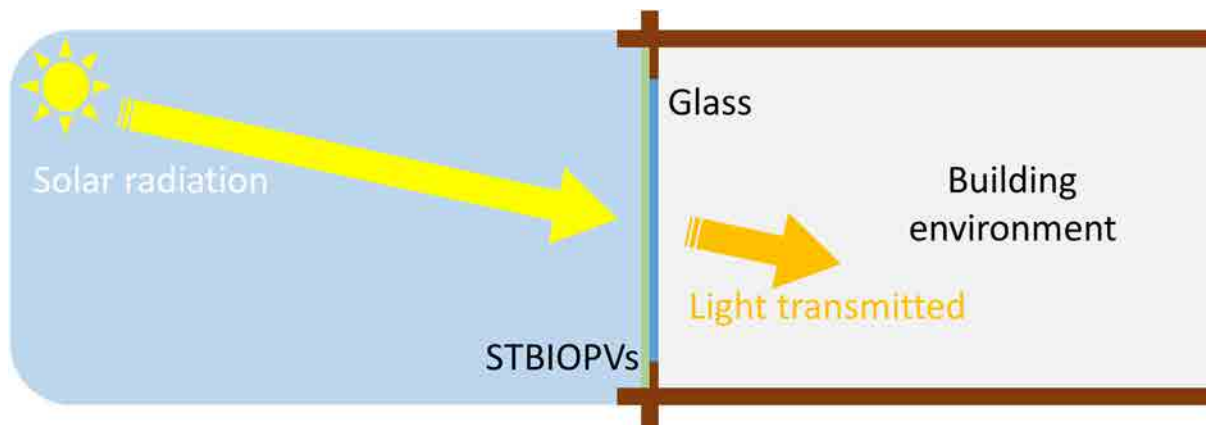 Glass
Solar radiation
Building
environment
Light transmitted
STBIOPVs